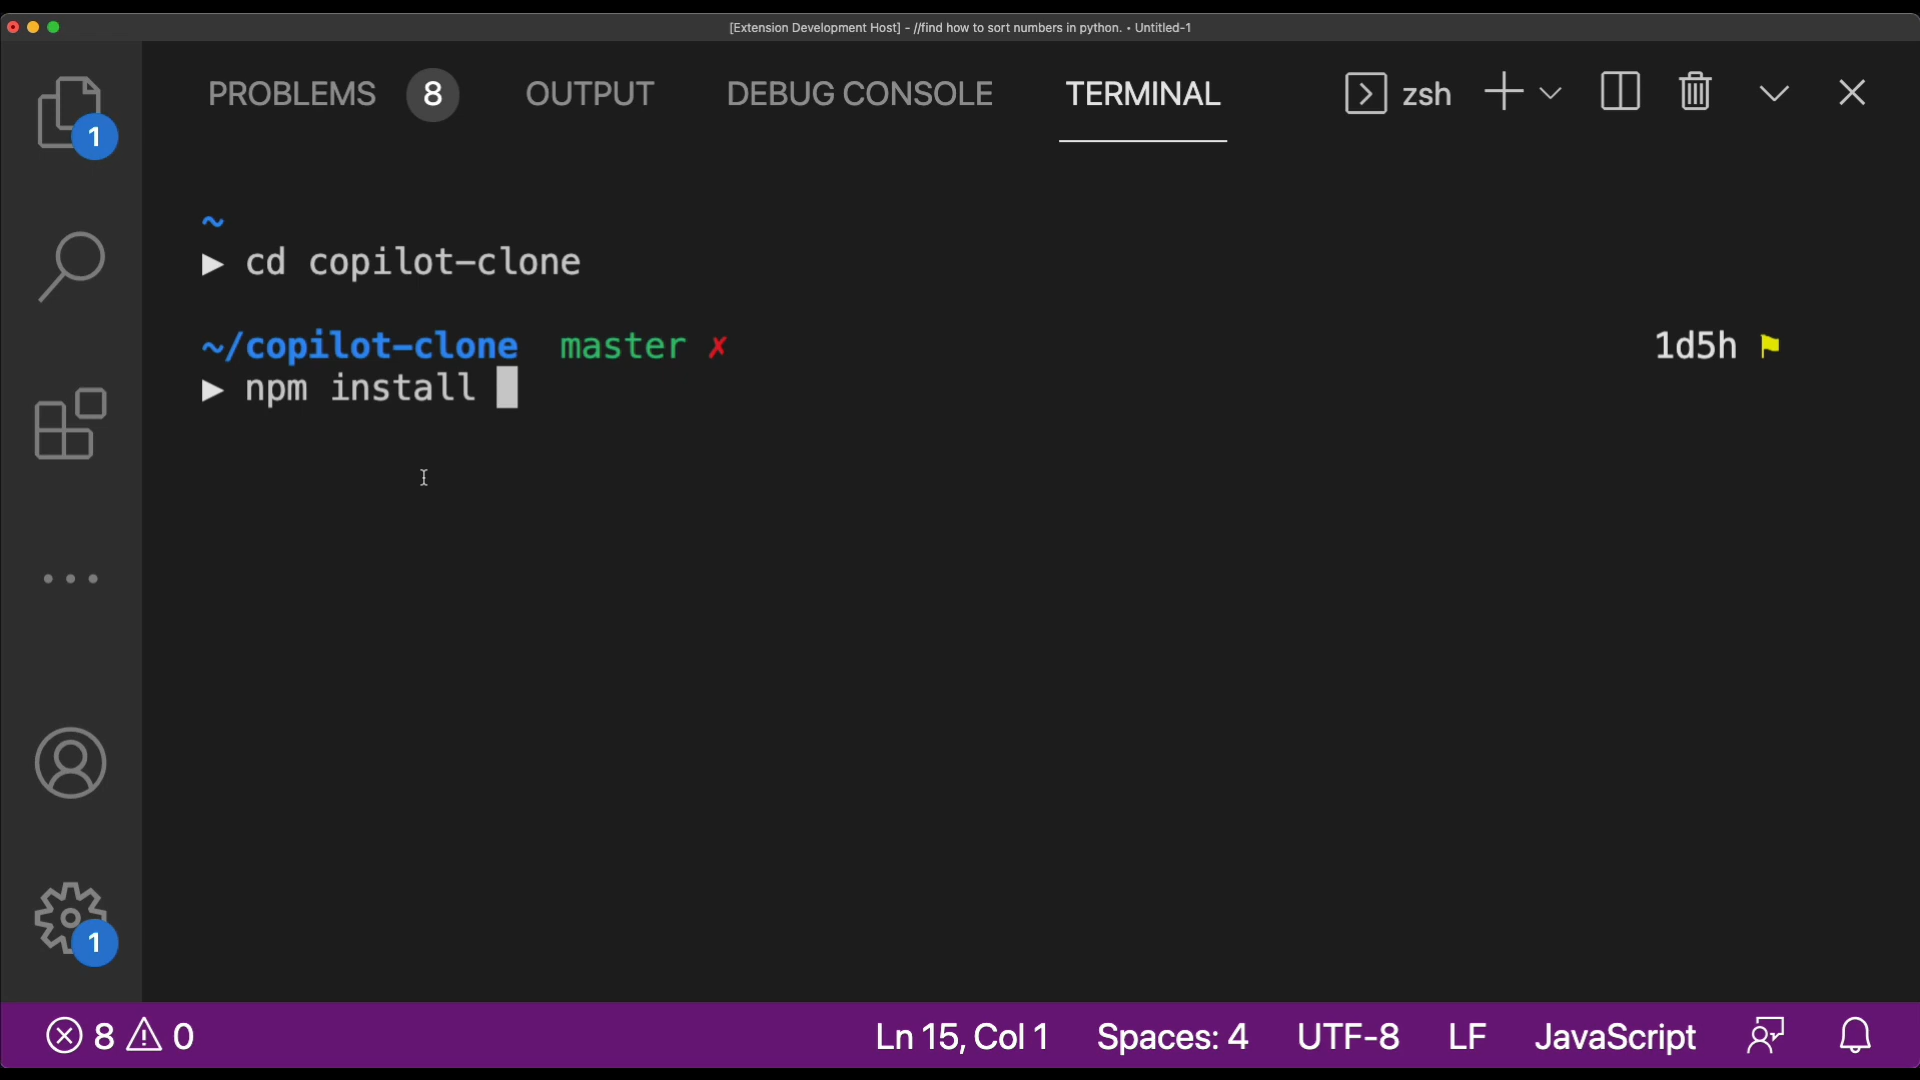 [Extension Development Host] - //find how to sort numbers in python. • Untitled-1
PROBLEMS 8 OUTPUT DEBUG CONSOLE TERMINAL zsh
1
~
▶ cd copilot-clone
~/copilot-clone master ✗ 1d5h
▶ npm install
1
8 0 Ln 15, Col 1 Spaces: 4 UTF-8 LF JavaScript